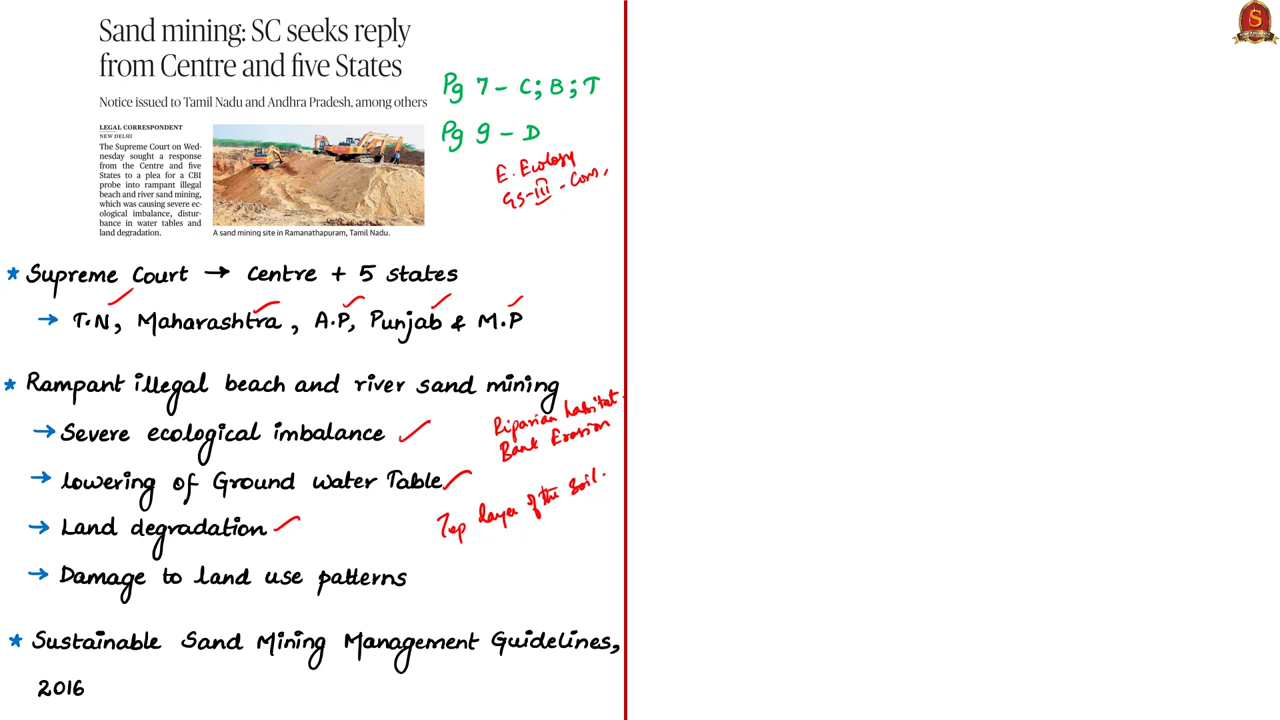 Sand mining: SC seeks reply
from Centre and five States
Notice issued to Tamil Nadu and Andhra Pradesh, among others
LEGAL CORRESPONDENT
NEW DELHI
The Supreme Court on Wed-
nesday sought a response
from the Centre and five
States to a plea for a CBI
probe into rampant illegal
beach and river sand mining,
which was causing severe ec-
ological imbalance, distur-
bance in water tables and
land degradation.
A sand mining site in Ramanathapuram, Tamil Nadu.
Pg 7 - C; B; T
Pg 9 - D
E. Ecology
GS-III - Cons,
* Supreme Court → Centre + 5 states
→ T.N, Maharashtra, A.P, Punjab & M.P
* Rampant illegal beach and river sand mining
→ Severe ecological imbalance
Riparian habitat.
Bank Erosion
→ Lowering of Ground water Table
Top layer of the soil.
→ Land degradation
→ Damage to land use patterns
* Sustainable Sand Mining Management Guidelines,
2016
S